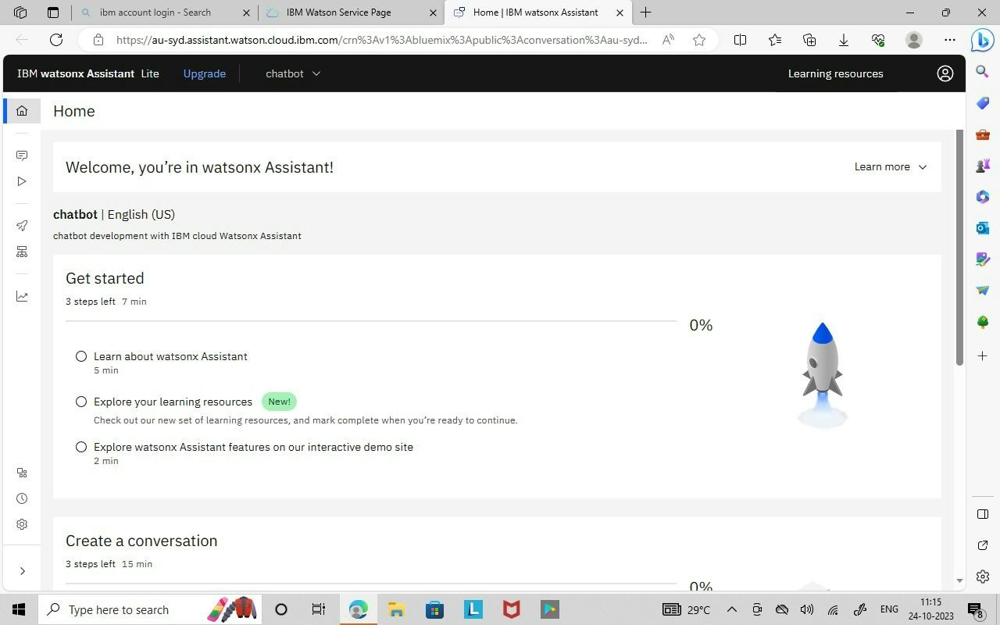 ibm account login - Search
IBM Watson Service Page
Home | IBM watsonx Assistant
https://au-syd.assistant.watson.cloud.ibm.com/crn%3Av1%3Abluemix%3Apublic%3Aconversation%3Aau-syd...
IBM watsonx Assistant Lite
Upgrade
chatbot
Learning resources
Home
Welcome, you’re in watsonx Assistant!
Learn more
chatbot | English (US)
chatbot development with IBM cloud Watsonx Assistant
Get started
3 steps left 7 min
0%
Learn about watsonx Assistant
5 min
Explore your learning resources New!
Check out our new set of learning resources, and mark complete when you’re ready to continue.
Explore watsonx Assistant features on our interactive demo site
2 min
Create a conversation
3 steps left 15 min
0%
Type here to search
L
29°C
ENG
11:15
24-10-2023
8